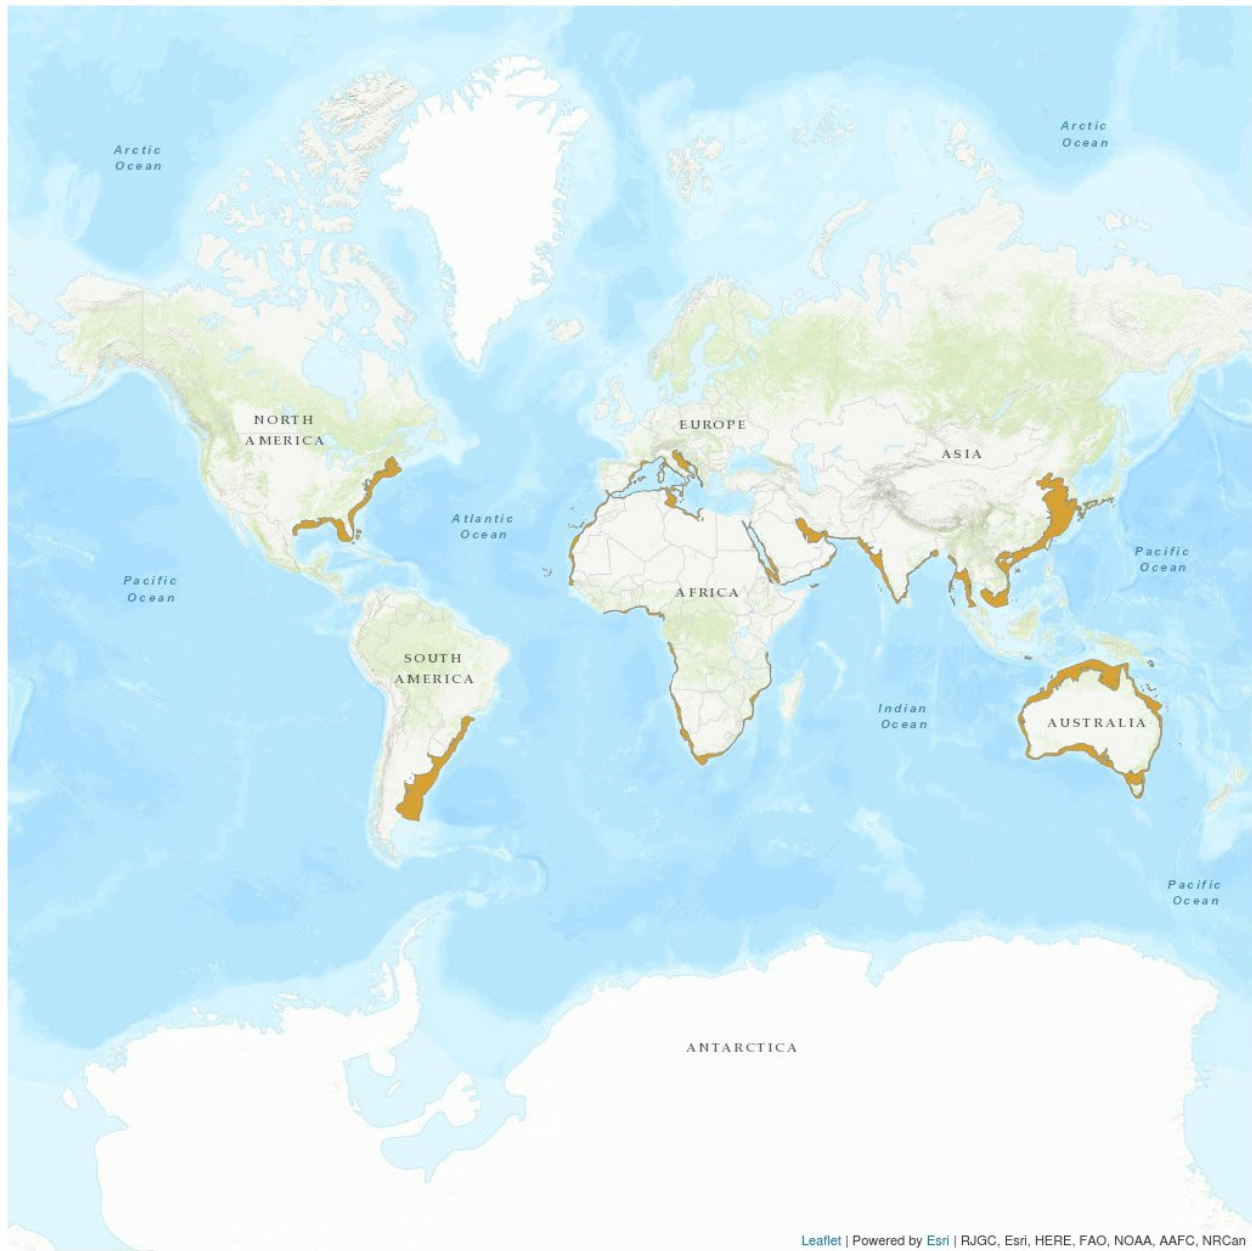 Arctic
Ocean
Arctic
Ocean
NORTH
AMERICA
EUROPE
ASIA
Atlantic
Ocean
Pacific
Ocean
Pacific
Ocean
AFRICA
SOUTH
AMERICA
Indian
Ocean
AUSTRALIA
Pacific
Ocean
ANTARCTICA
Leaflet | Powered by Esri | RJGC, Esri, HERE, FAO, NOAA, AAFC, NRCan